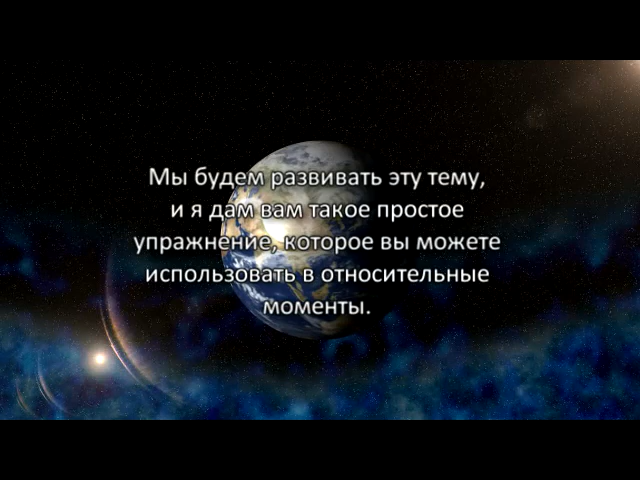 Мы будем развивать эту тему,
и я дам вам такое простое
упражнение, которое вы можете
использовать в относительные
моменты.